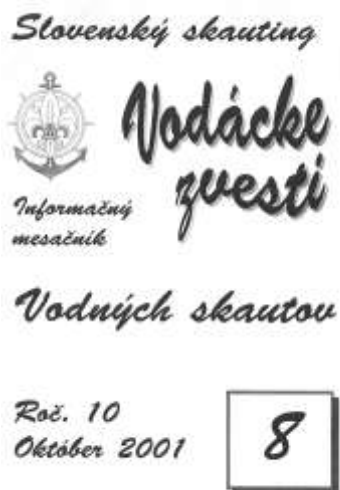 Slovenský skauting
Vodácke
zvesti
Informačný
mesačník
Vodných skautov
Roč. 10
Október 2001
8